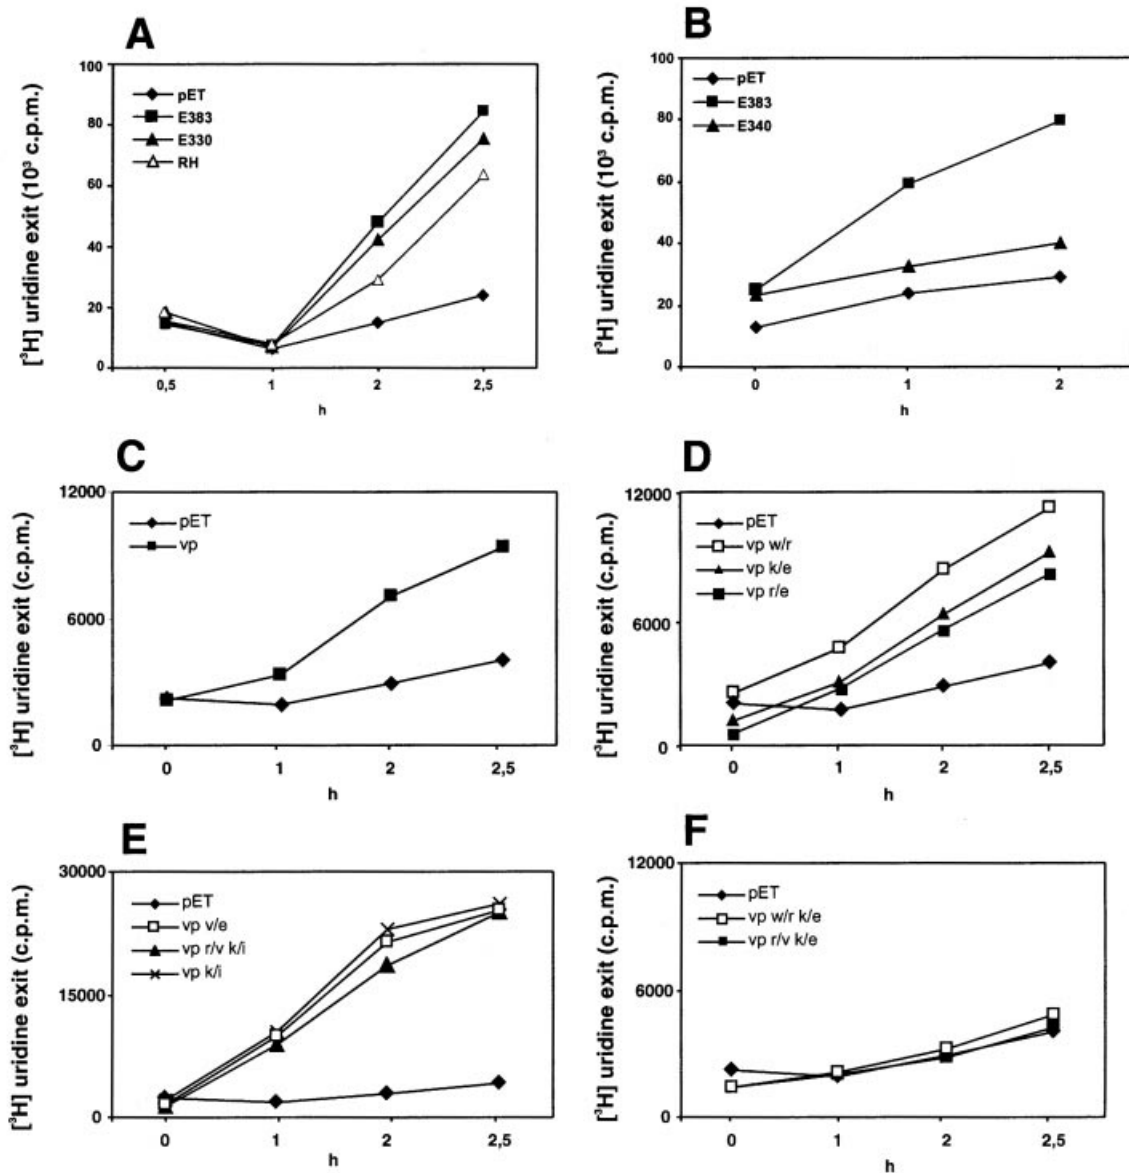 A
[³H] uridine exit (10³ c.p.m.)
100
80
60
40
20
0
pET
E383
E330
RH
0,5
1
2
2,5
h
B
[³H] uridine exit (10³ c.p.m.)
100
80
60
40
20
0
pET
E383
E340
0
1
2
h
C
[³H] uridine exit (c.p.m.)
12000
6000
0
pET
vp
0
1
2
2,5
h
D
[³H] uridine exit (c.p.m.)
12000
6000
0
pET
vp w/r
vp k/e
vp r/e
0
1
2
2,5
h
E
[³H] uridine exit (c.p.m.)
30000
15000
0
pET
vp v/e
vp r/v k/i
vp k/i
0
1
2
2,5
h
F
[³H] uridine exit (c.p.m.)
12000
6000
0
pET
vp w/r k/e
vp r/v k/e
0
1
2
2,5
h